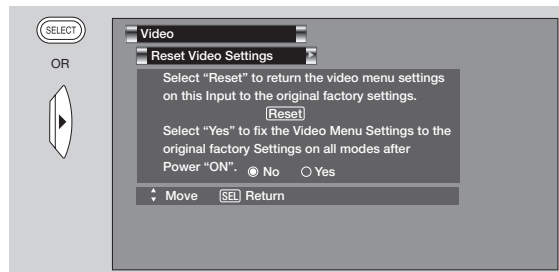 SELECT
OR
Video
Reset Video Settings
Select “Reset” to return the video menu settings
on this Input to the original factory settings.
Reset
Select “Yes” to fix the Video Menu Settings to the
original factory Settings on all modes after
Power “ON”. No Yes
Move SEL Return